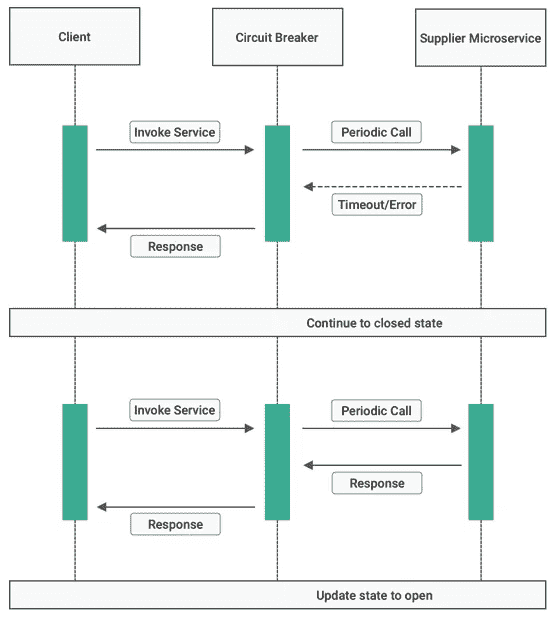 Client
Circuit Breaker
Supplier Microservice
Invoke Service
Periodic Call
Timeout/Error
Response
Continue to closed state
Invoke Service
Periodic Call
Response
Response
Update state to open